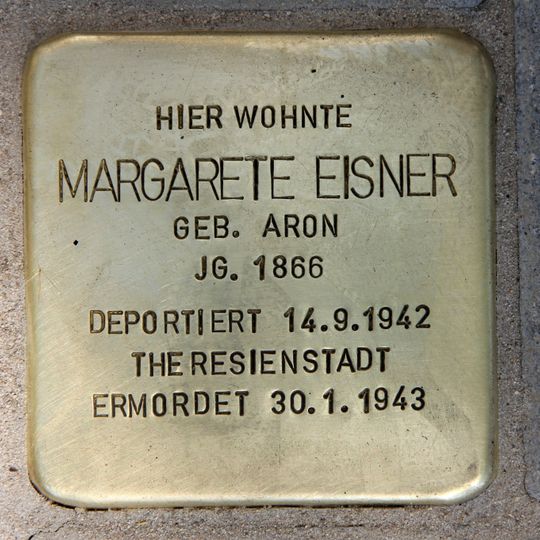 HIER WOHNTE
MARGARETE EISNER
GEB. ARON
JG. 1866
DEPORTIERT 14.9.1942
THERESIENSTADT
ERMORDET 30.1.1943